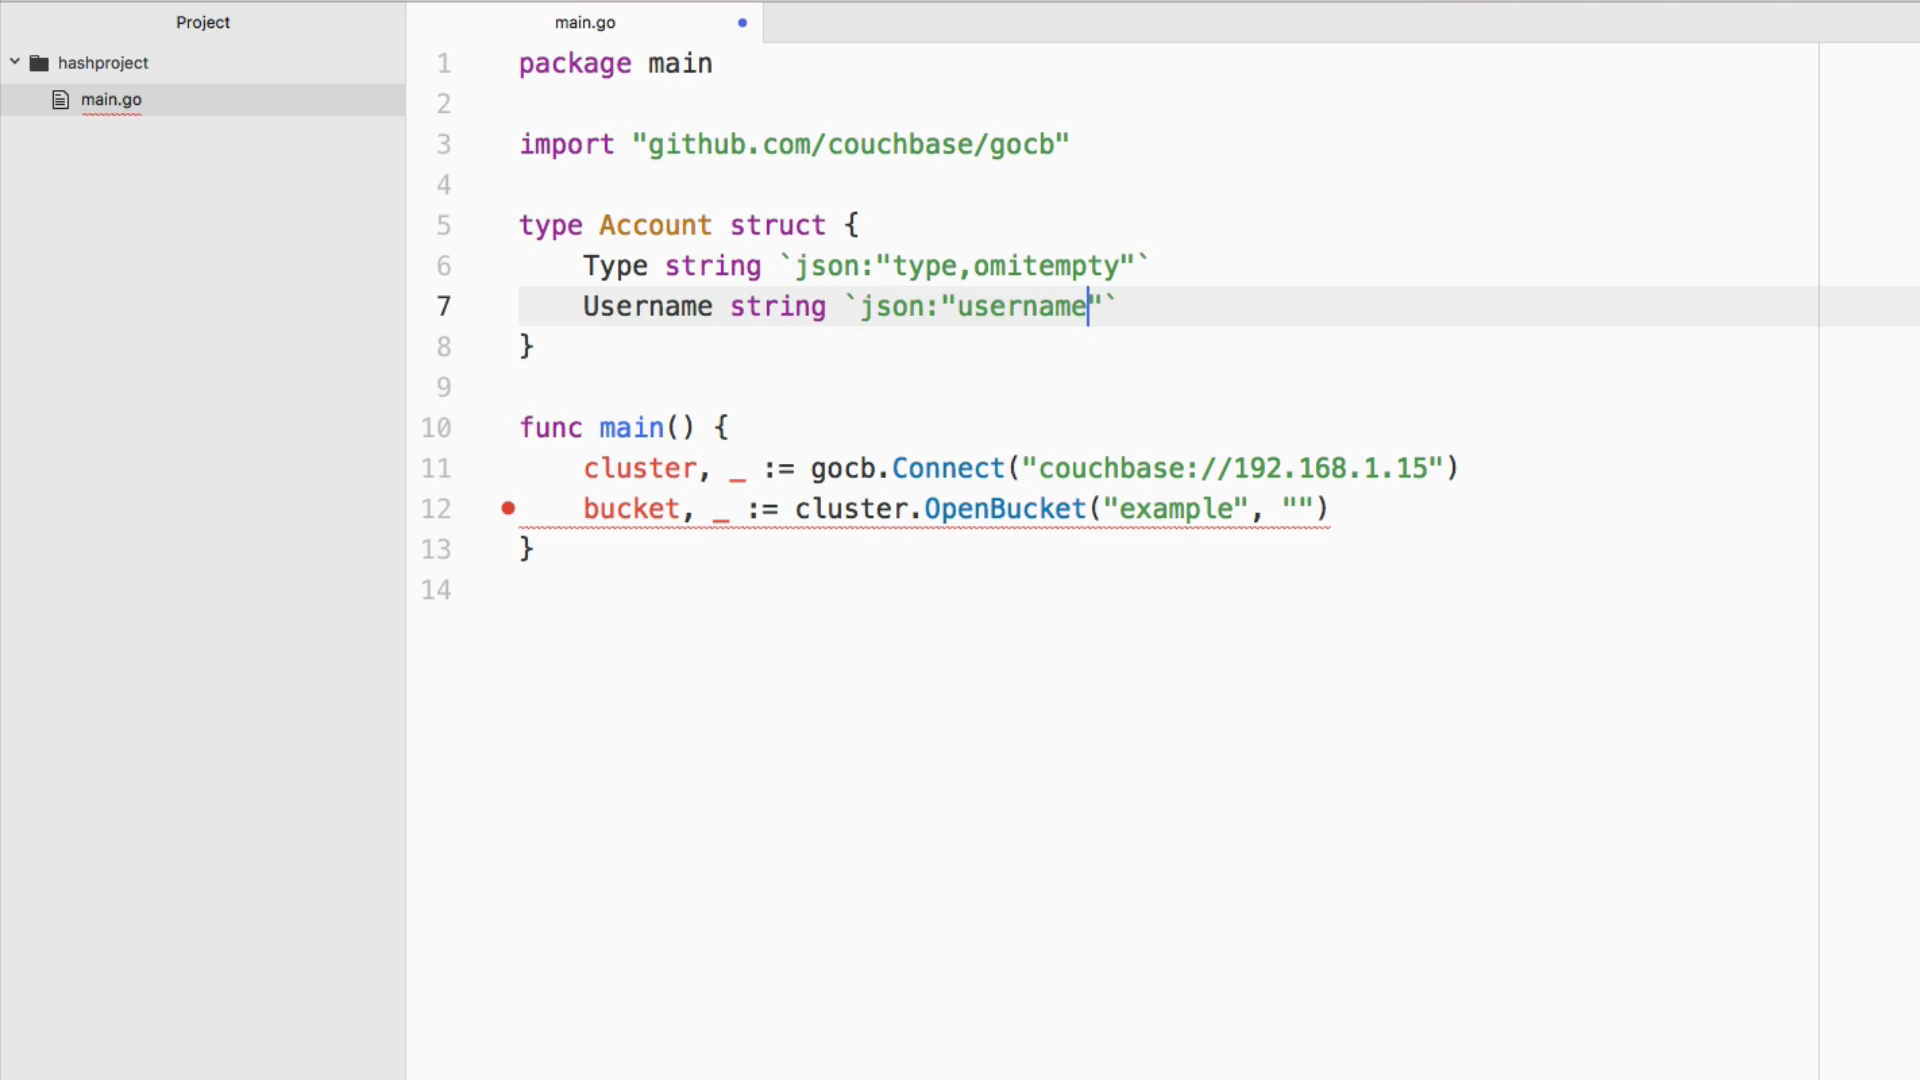 Project
main.go
hashproject
main.go
1 package main
2
3 import "github.com/couchbase/gocb"
4
5 type Account struct {
6 Type string `json:"type,omitempty"`
7 Username string `json:"username"`
8 }
9
10 func main() {
11 cluster, _ := gocb.Connect("couchbase://192.168.1.15")
12 bucket, _ := cluster.OpenBucket("example", "")
13 }
14